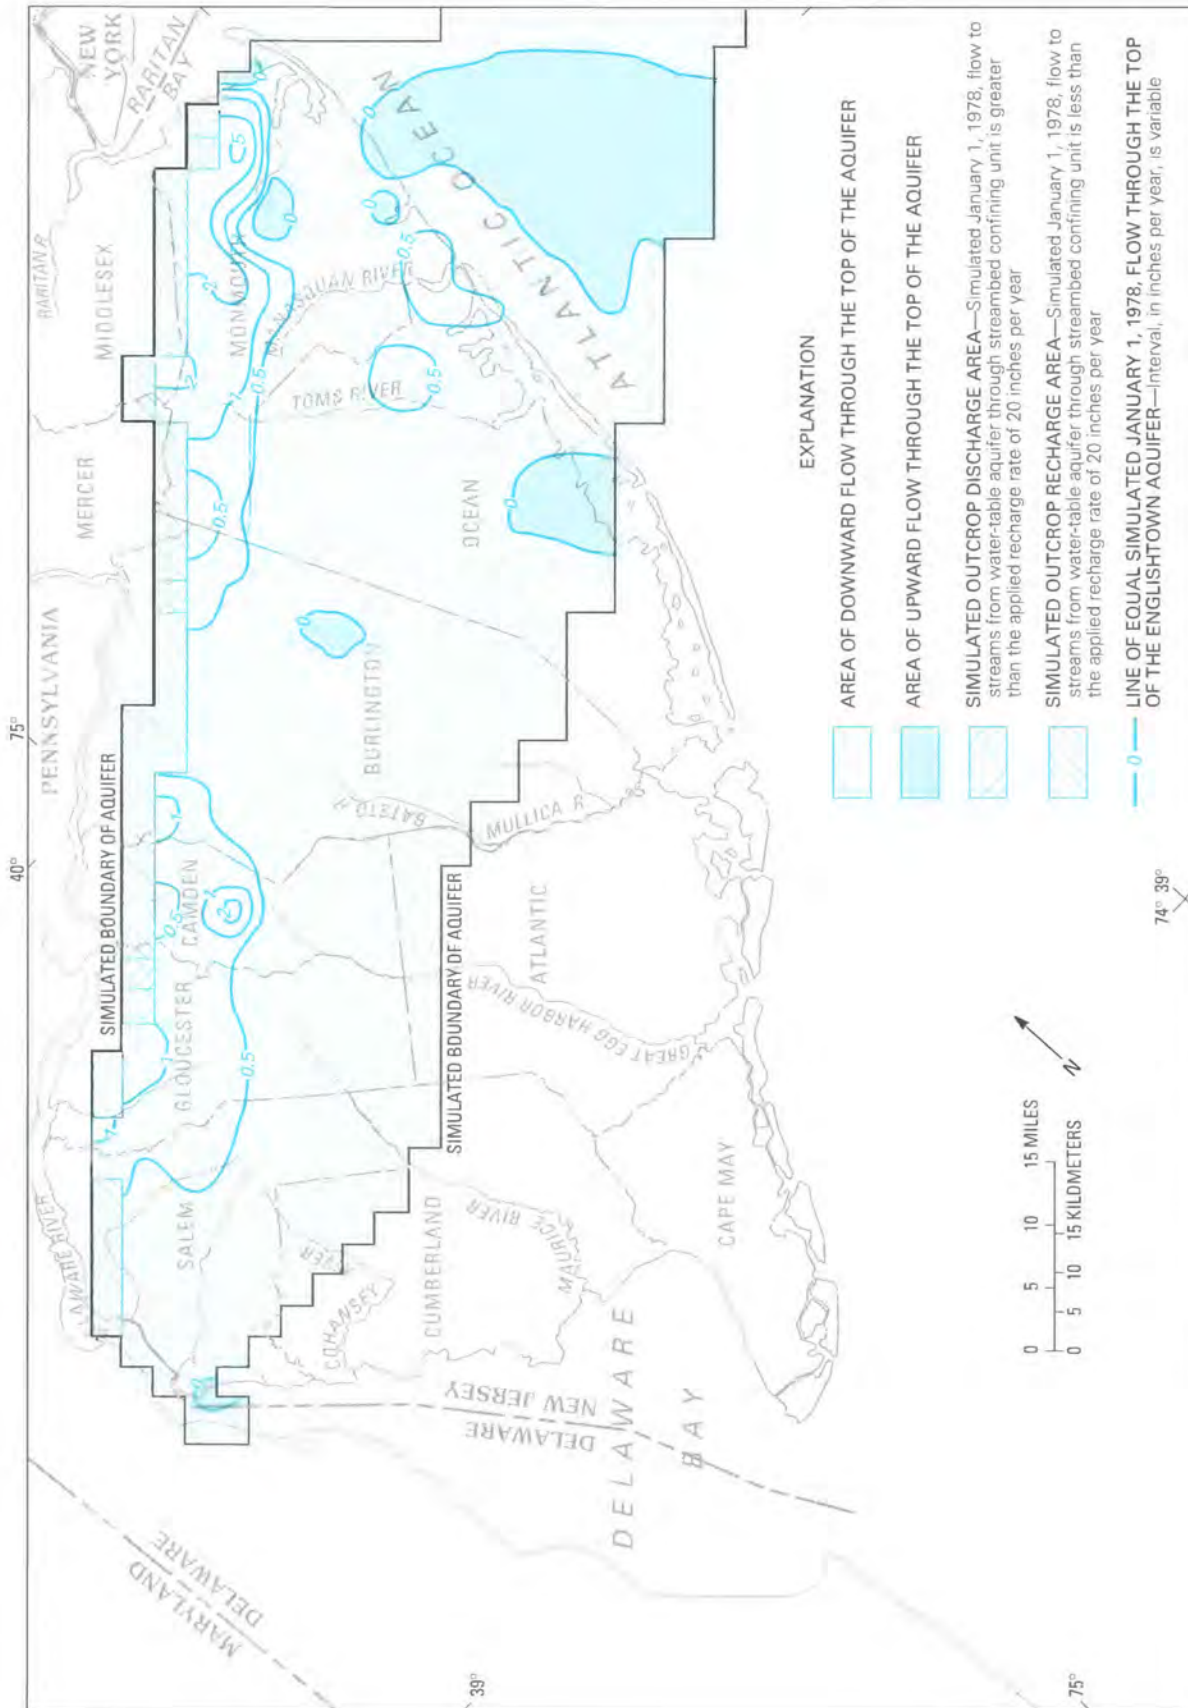 NEW
YORK
RARITAN
BAY
RARITAN R.
MIDDLESEX
MERCER
PENNSYLVANIA
75°
40°
MONMOUTH
MANASQUAN RIVER
TOMS RIVER
OCEAN
BURLINGTON
CAMDEN
GLOUCESTER
SALEM
ATLANTIC OCEAN
SIMULATED BOUNDARY OF AQUIFER
SIMULATED BOUNDARY OF AQUIFER
BATSTO R.
MULLICA R.
ATLANTIC
GREAT EGG HARBOR RIVER
CAPE MAY
CUMBERLAND
MAURICE RIVER
COHANSEY
AWARE RIVER
NEW JERSEY
DELAWARE
DELAWARE
BAY
MARYLAND
DELAWARE
39°
75°
74° 39°
0
5
2
0
0
0.5
0.5
0.5
0.5
2
1
0
0
0
1
0.5
1
2
0.5
1
1
EXPLANATION
AREA OF DOWNWARD FLOW THROUGH THE TOP OF THE AQUIFER
AREA OF UPWARD FLOW THROUGH THE TOP OF THE AQUIFER
SIMULATED OUTCROP DISCHARGE AREA—Simulated January 1, 1978, flow to
streams from water-table aquifer through streambed confining unit is greater
than the applied recharge rate of 20 inches per year
SIMULATED OUTCROP RECHARGE AREA—Simulated January 1, 1978, flow to
streams from water-table aquifer through streambed confining unit is less than
the applied recharge rate of 20 inches per year
0 LINE OF EQUAL SIMULATED JANUARY 1, 1978, FLOW THROUGH THE TOP
OF THE ENGLISHTOWN AQUIFER—Interval, in inches per year, is variable
N
0 5 10 15 MILES
0 5 10 15 KILOMETERS